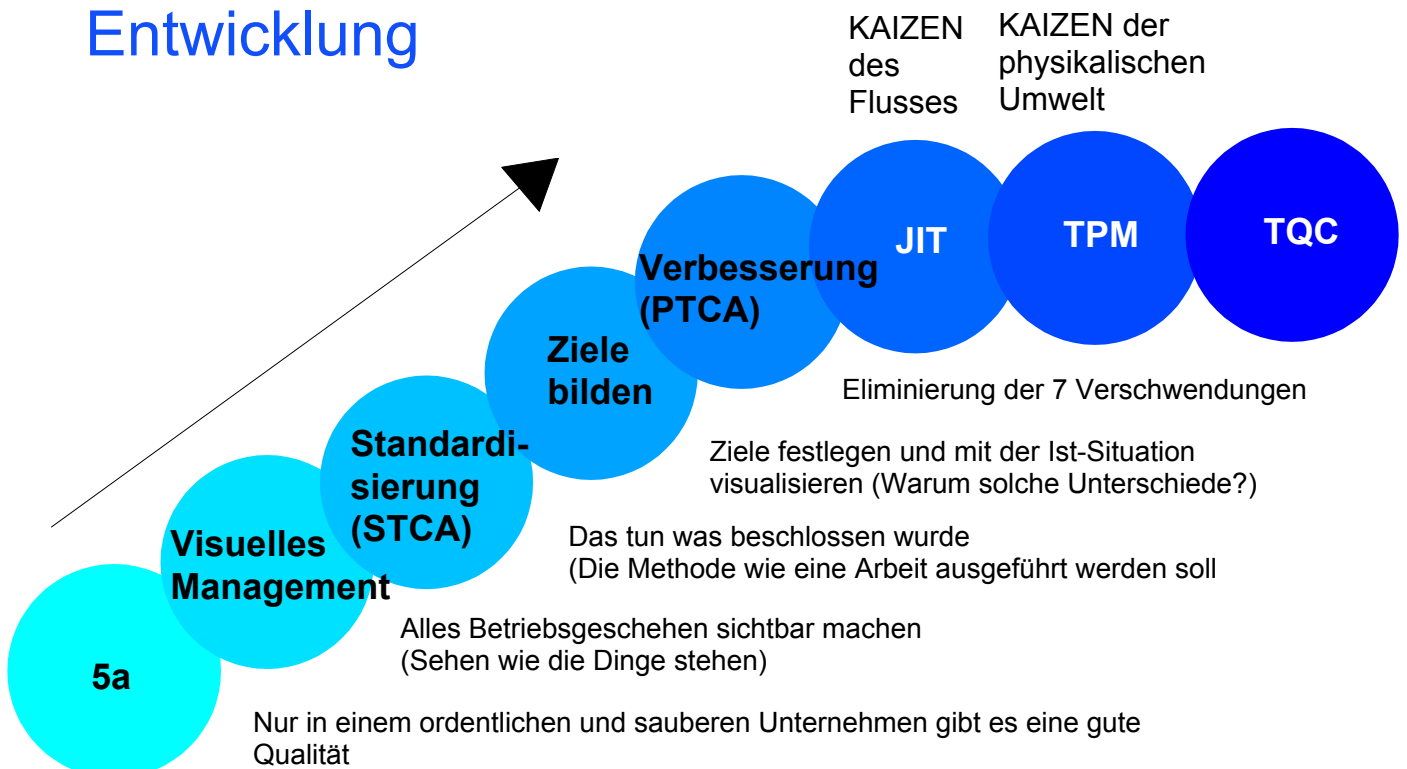 Entwicklung
KAIZEN
des
Flusses
KAIZEN der
physikalischen
Umwelt
JIT
TPM
TQC
Verbesserung
(PTCA)
Ziele
bilden
Eliminierung der 7 Verschwendungen
Standardi-
sierung
(STCA)
Ziele festlegen und mit der Ist-Situation
visualisieren (Warum solche Unterschiede?)
Visuelles
Management
Das tun was beschlossen wurde
(Die Methode wie eine Arbeit ausgeführt werden soll
Alles Betriebsgeschehen sichtbar machen
(Sehen wie die Dinge stehen)
5a
Nur in einem ordentlichen und sauberen Unternehmen gibt es eine gute
Qualität